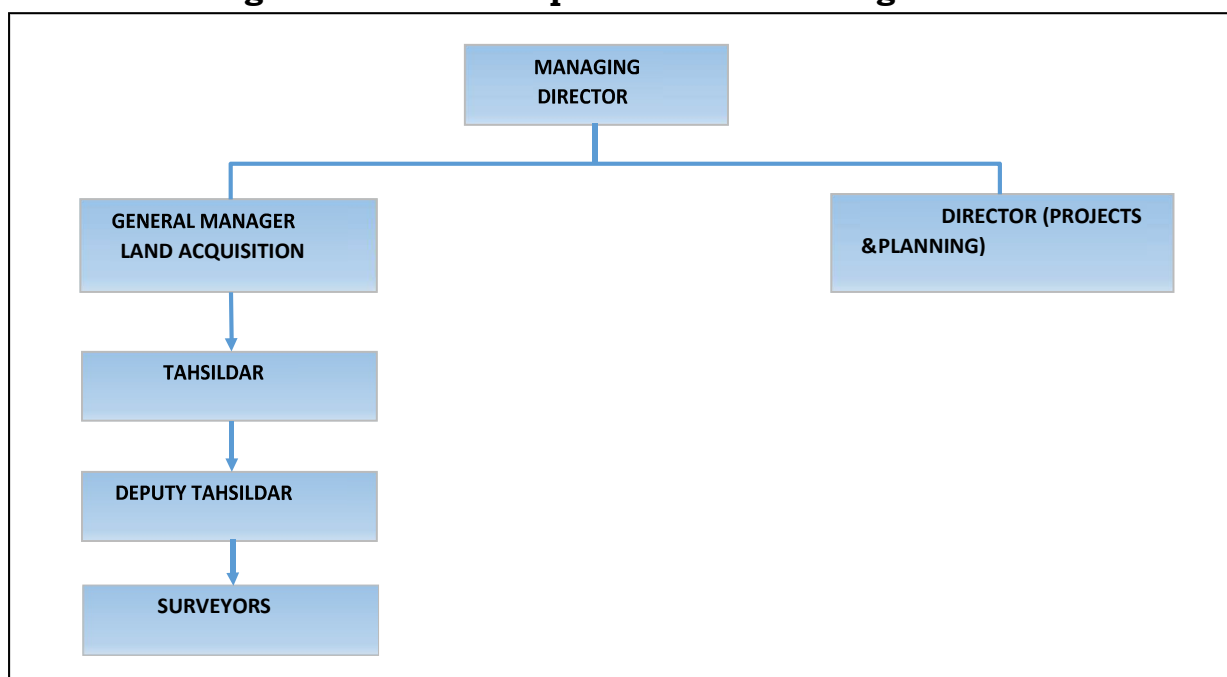 MANAGING
DIRECTOR
GENERAL MANAGER
LAND ACQUISITION
DIRECTOR (PROJECTS
&PLANNING)
TAHSILDAR
DEPUTY TAHSILDAR
SURVEYORS